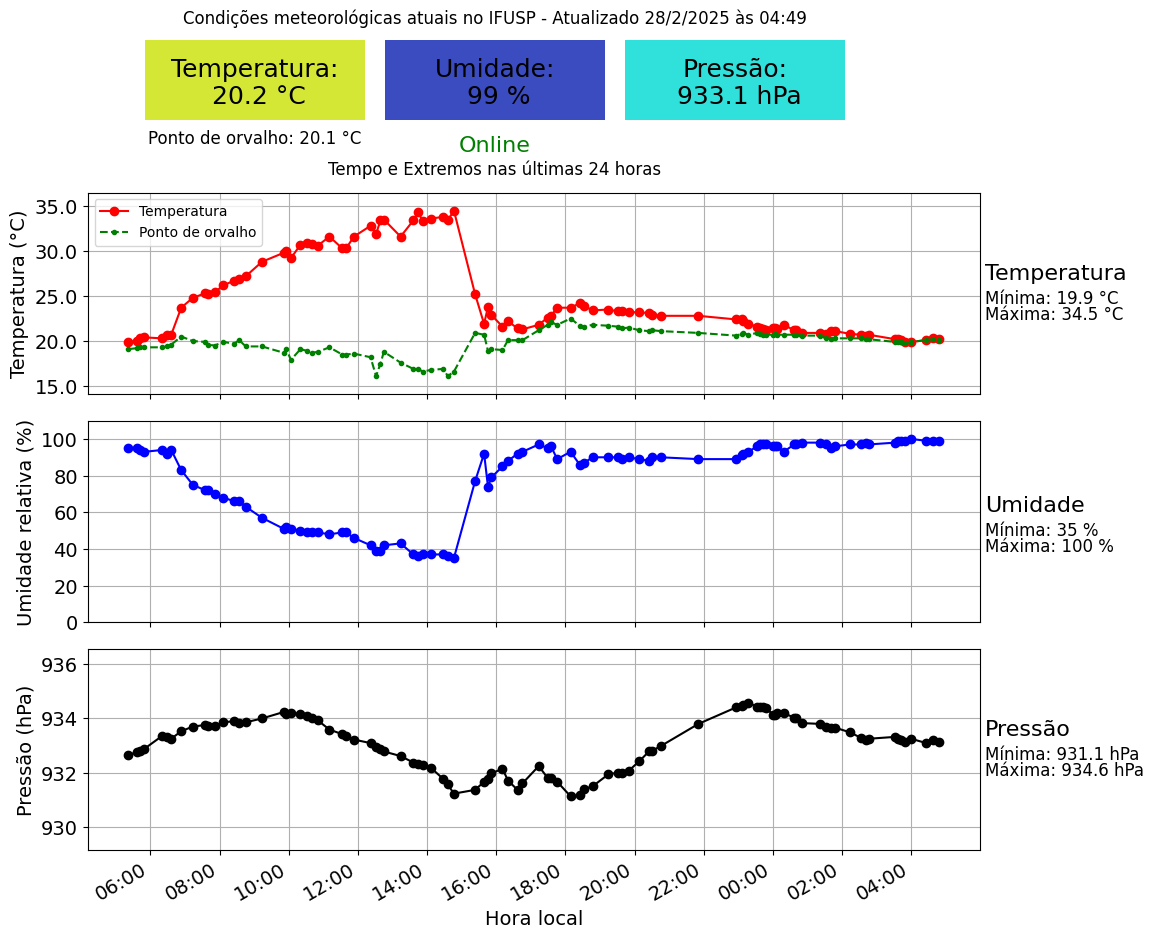 Condições meteorológicas atuais no IFUSP - Atualizado 28/2/2025 às 04:49
Temperatura:
20.2 °C
Umidade:
99 %
Pressão:
933.1 hPa
Ponto de orvalho: 20.1 °C
Online
Tempo e Extremos nas últimas 24 horas
Temperatura (°C)
35.0
30.0
25.0
20.0
15.0
Temperatura
Ponto de orvalho
Temperatura
Mínima: 19.9 °C
Máxima: 34.5 °C
Umidade relativa (%)
100
80
60
40
20
0
Umidade
Mínima: 35 %
Máxima: 100 %
Pressão (hPa)
936
934
932
930
Pressão
Mínima: 931.1 hPa
Máxima: 934.6 hPa
06:00 08:00 10:00 12:00 14:00 16:00 18:00 20:00 22:00 00:00 02:00 04:00
Hora local